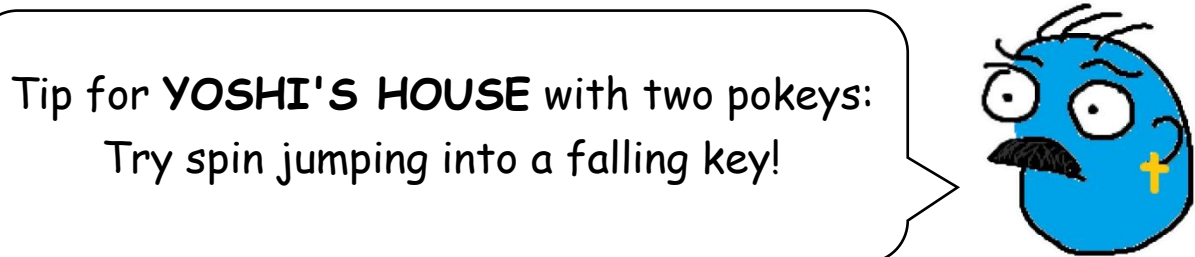 Tip for YOSHI'S HOUSE with two pokeys:
Try spin jumping into a falling key!